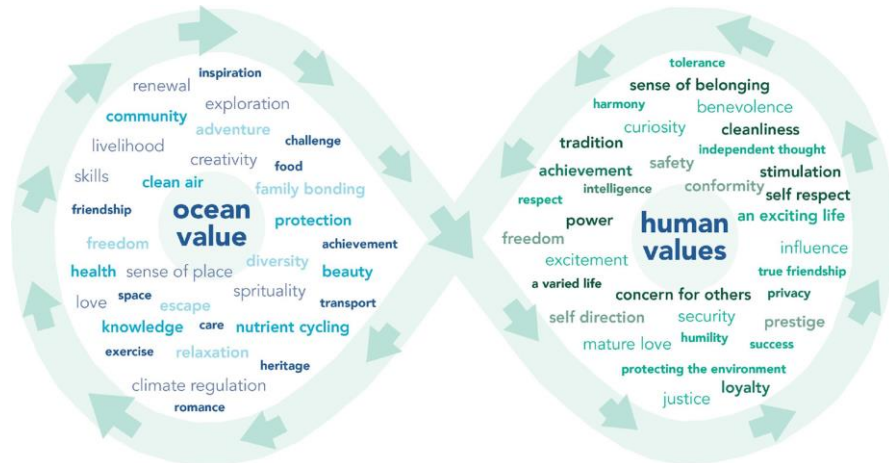 inspiration
renewal
exploration
community
adventure
challenge
livelihood
creativity
food
skills
clean air
family bonding
friendship
ocean
value
protection
freedom
achievement
diversity
health
sense of place
beauty
love
space
sprituality
escape
transport
knowledge
care
nutrient cycling
exercise
relaxation
heritage
climate regulation
romance
tolerance
sense of belonging
harmony
benevolence
curiosity
cleanliness
tradition
independent thought
safety
achievement
stimulation
intelligence
conformity
self respect
respect
power
human
values
an exciting life
freedom
influence
excitement
true friendship
a varied life
concern for others
privacy
self direction
security
prestige
mature love
humility
success
protecting the environment
loyalty
justice